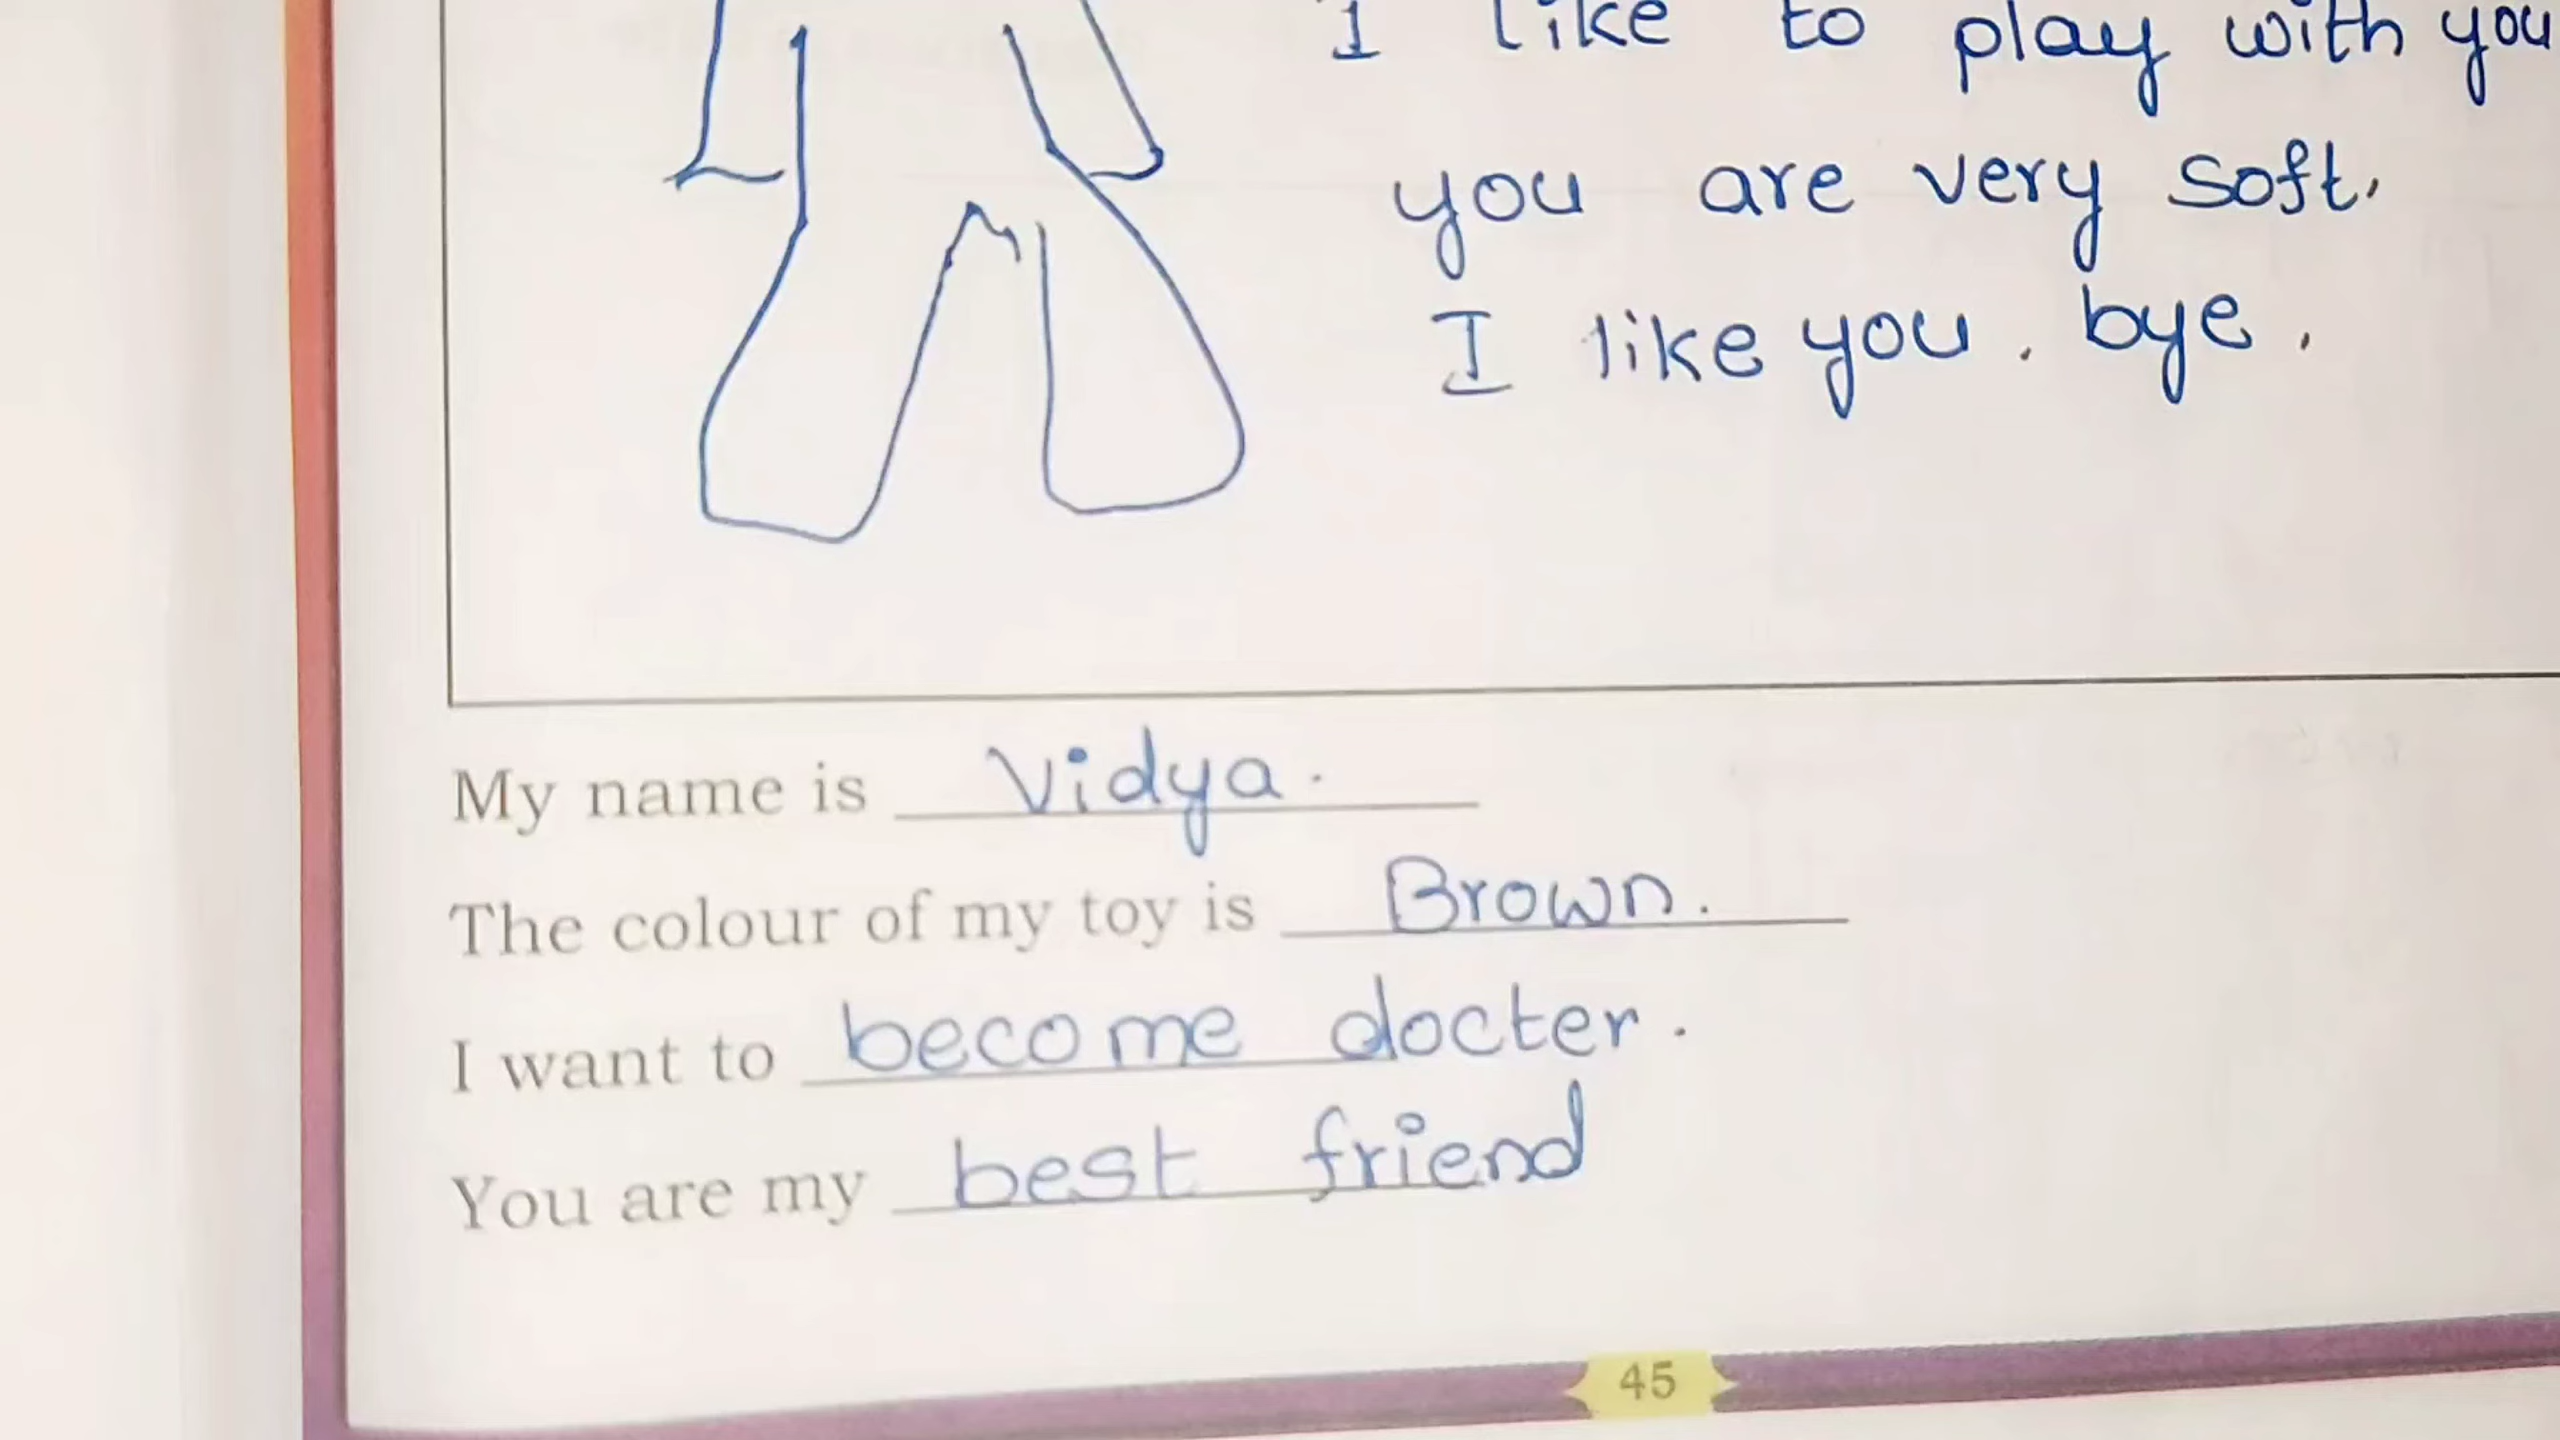 I like to play with you
you are very soft.
I like you. bye.
My name is Vidya.
The colour of my toy is Brown.
I want to become docter.
You are my best friend
45